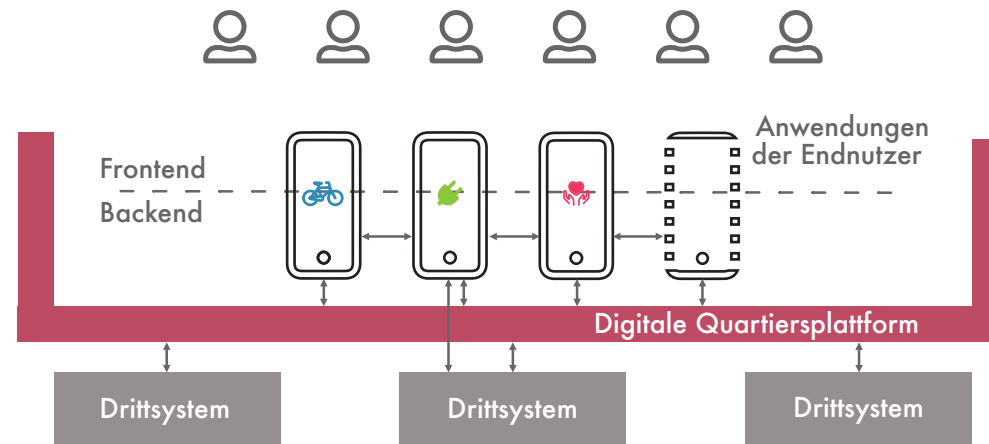 Anwendungen
der Endnutzer
Frontend
Backend
Digitale Quartiersplattform
Drittsystem
Drittsystem
Drittsystem